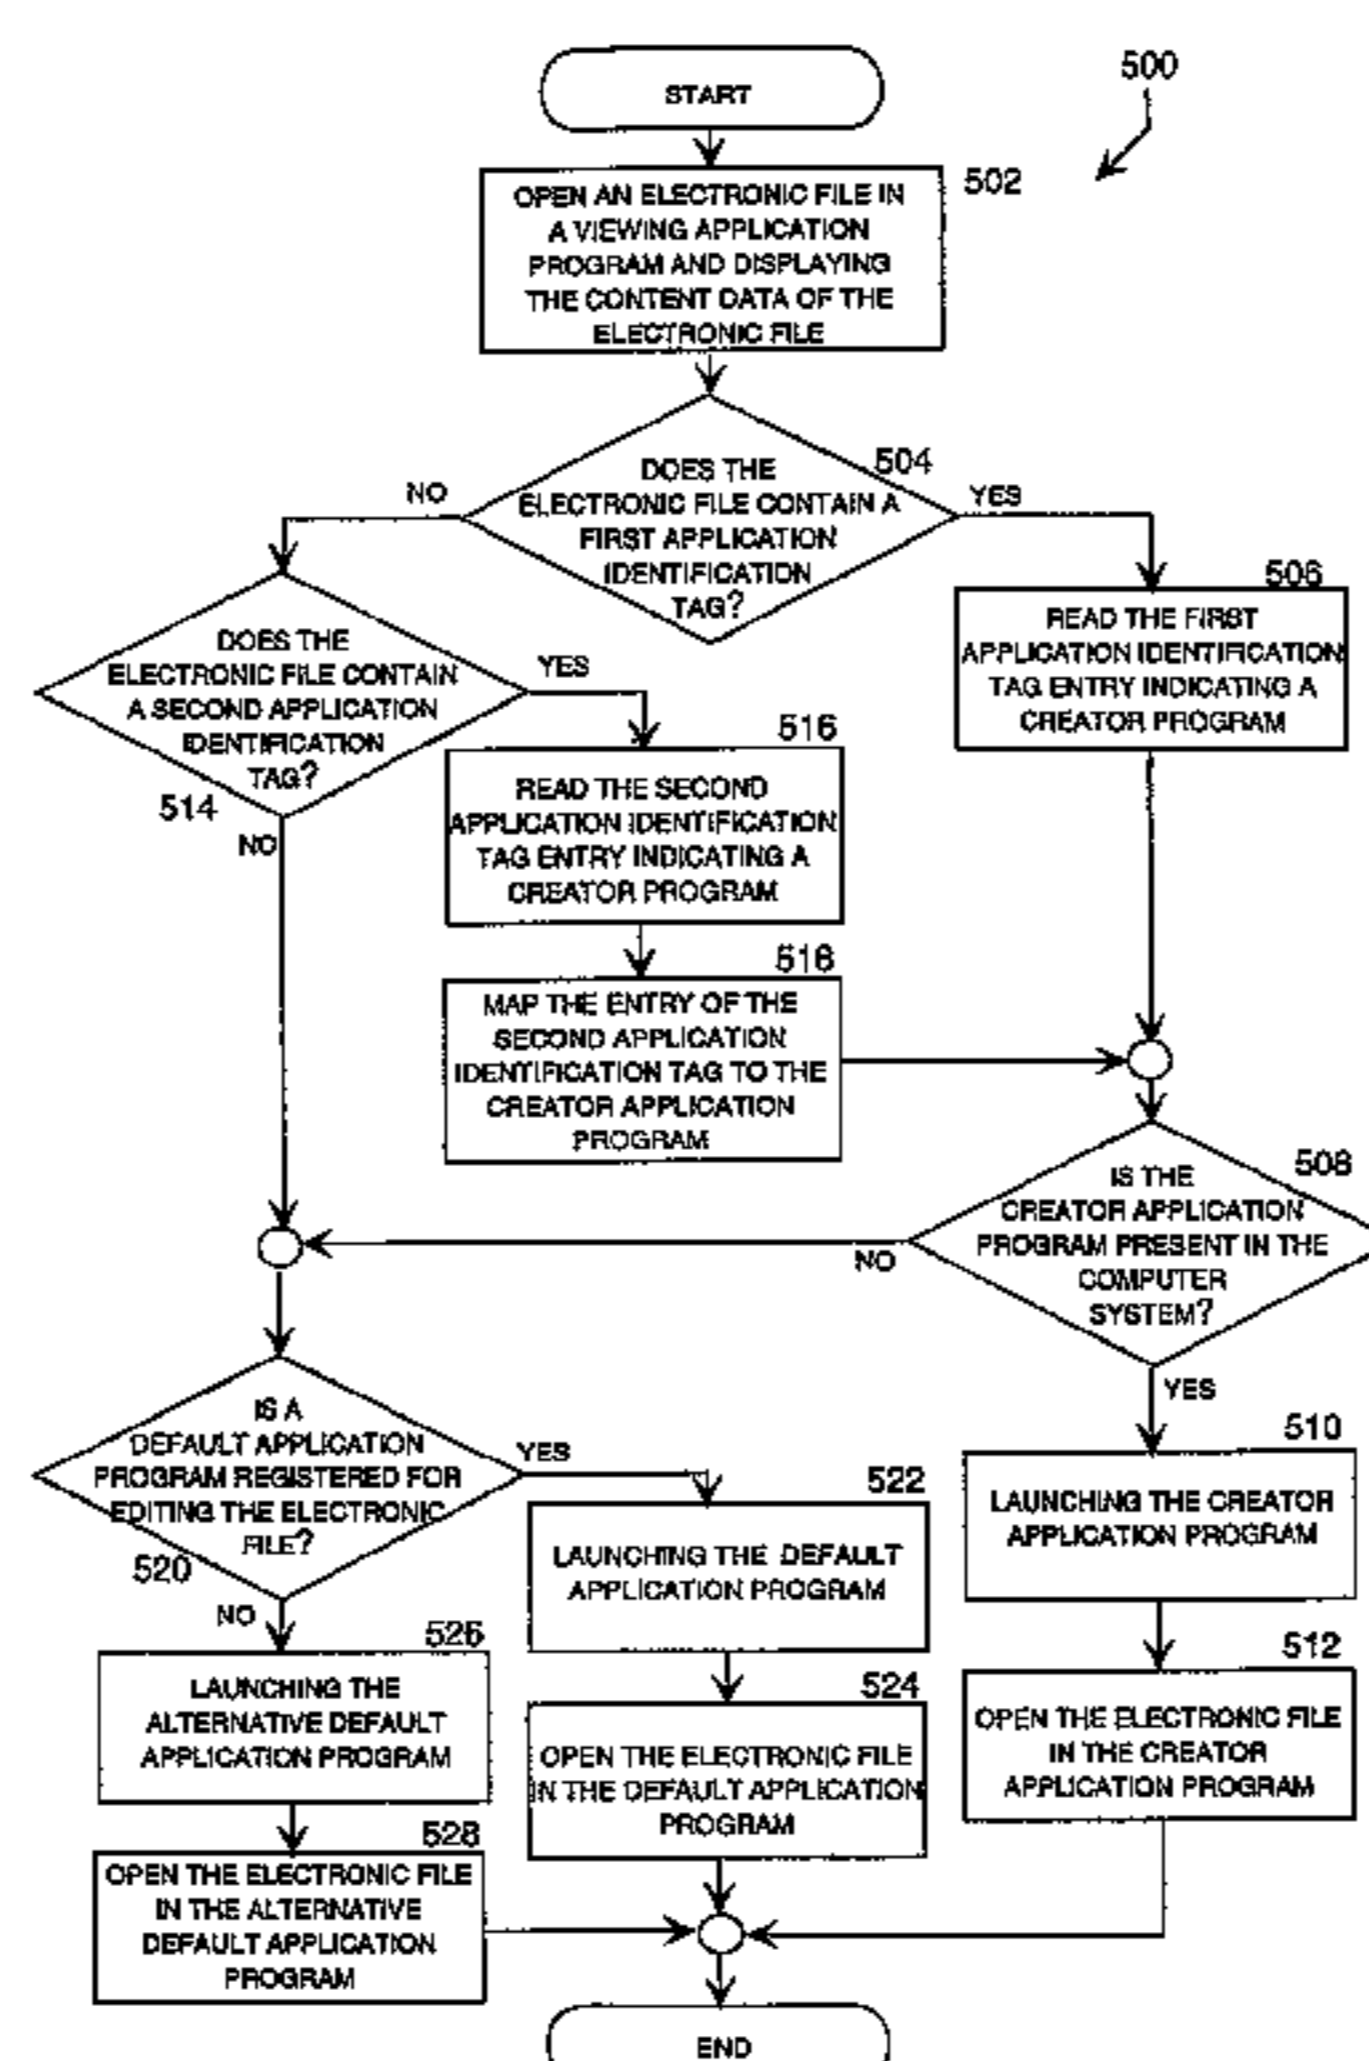 START
500
502
OPEN AN ELECTRONIC FILE IN
A VIEWING APPLICATION
PROGRAM AND DISPLAYING
THE CONTENT DATA OF THE
ELECTRONIC FILE
504
DOES THE
ELECTRONIC FILE CONTAIN A
FIRST APPLICATION
IDENTIFICATION
TAG?
NO
YES
506
READ THE FIRST
APPLICATION IDENTIFICATION
TAG ENTRY INDICATING A
CREATOR PROGRAM
DOES THE
ELECTRONIC FILE CONTAIN
A SECOND APPLICATION
IDENTIFICATION
TAG?
514
YES
NO
516
READ THE SECOND
APPLICATION IDENTIFICATION
TAG ENTRY INDICATING A
CREATOR PROGRAM
518
MAP THE ENTRY OF THE
SECOND APPLICATION
IDENTIFICATION TAG TO THE
CREATOR APPLICATION
PROGRAM
508
IS THE
CREATOR APPLICATION
PROGRAM PRESENT IN THE
COMPUTER
SYSTEM?
NO
YES
IS A
DEFAULT APPLICATION
PROGRAM REGISTERED FOR
EDITING THE ELECTRONIC
FILE?
520
YES
NO
522
LAUNCHING THE DEFAULT
APPLICATION PROGRAM
510
LAUNCHING THE CREATOR
APPLICATION PROGRAM
526
LAUNCHING THE
ALTERNATIVE DEFAULT
APPLICATION PROGRAM
524
OPEN THE ELECTRONIC FILE
IN THE DEFAULT APPLICATION
PROGRAM
512
OPEN THE ELECTRONIC FILE
IN THE CREATOR
APPLICATION PROGRAM
528
OPEN THE ELECTRONIC FILE
IN THE ALTERNATIVE
DEFAULT APPLICATION
PROGRAM
END